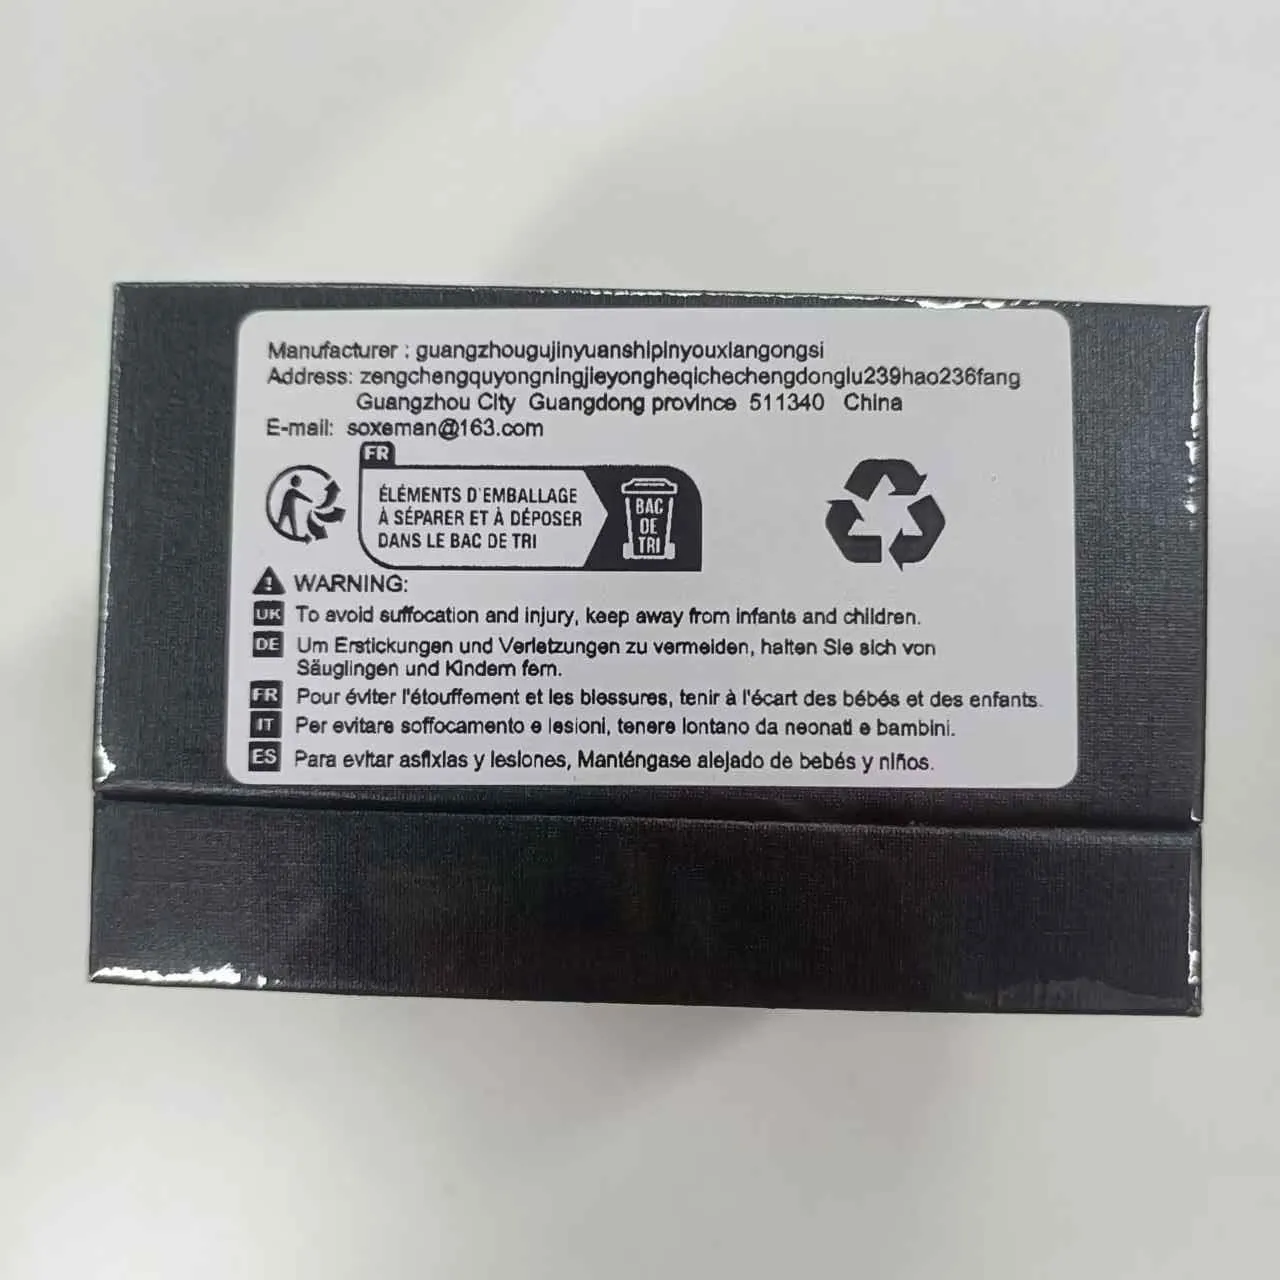 Manufacturer : guangzhougujinyuanshipinyouxiangongsi
Address: zengchengquyongningjieyongheqichechengdonglu239hao236fang
Guangzhou City Guangdong province 511340 China
E-mail: soxeman@163.com
FR
ÉLÉMENTS D'EMBALLAGE
À SÉPARER ET À DÉPOSER
DANS LE BAC DE TRI
BAC
DE
TRI
WARNING:
UK To avoid suffocation and injury, keep away from infants and children.
DE Um Erstickungen und Verletzungen zu vermeiden, halten Sie sich von
Säuglingen und Kindern fern.
FR Pour éviter l'étouffement et les blessures, tenir à l'écart des bébés et des enfants.
IT Per evitare soffocamento e lesioni, tenere lontano da neonati e bambini.
ES Para evitar asfixias y lesiones, Manténgase alejado de bebés y niños.